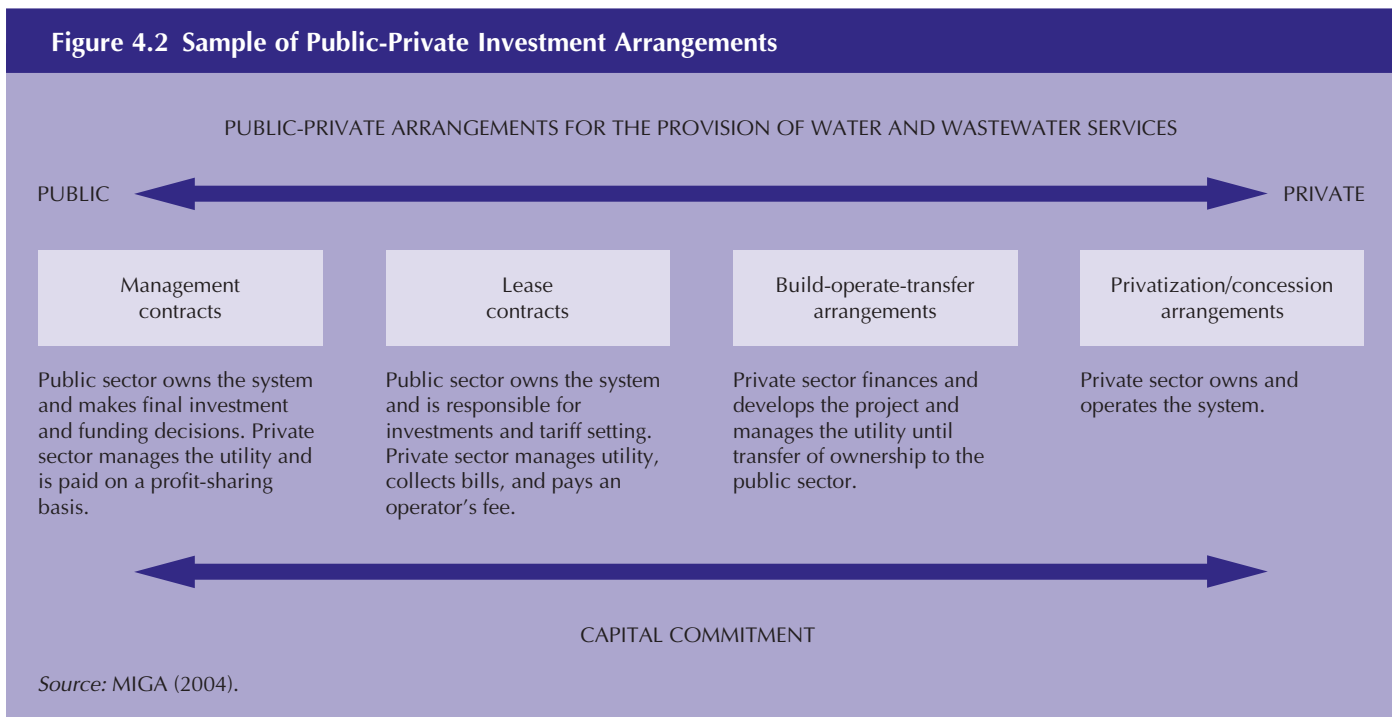 Figure 4.2 Sample of Public-Private Investment Arrangements
PUBLIC-PRIVATE ARRANGEMENTS FOR THE PROVISION OF WATER AND WASTEWATER SERVICES
PUBLIC
PRIVATE
Management
contracts
Public sector owns the system
and makes final investment
and funding decisions. Private
sector manages the utility and
is paid on a profit-sharing
basis.
Lease
contracts
Public sector owns the system
and is responsible for
investments and tariff setting.
Private sector manages utility,
collects bills, and pays an
operator’s fee.
Build-operate-transfer
arrangements
Private sector finances and
develops the project and
manages the utility until
transfer of ownership to the
public sector.
Privatization/concession
arrangements
Private sector owns and
operates the system.
CAPITAL COMMITMENT
Source: MIGA (2004).